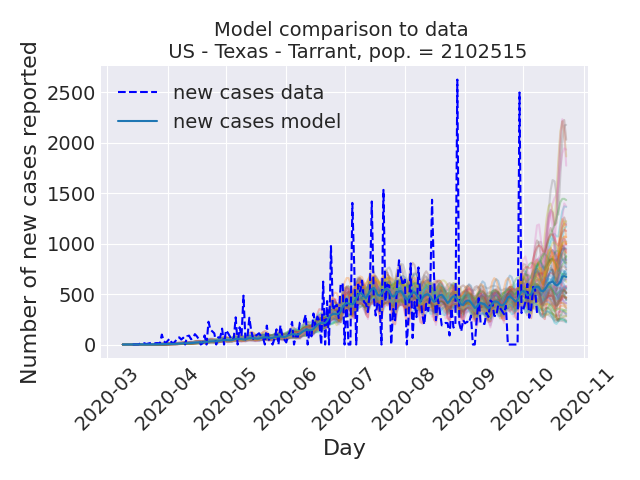 Model comparison to data
US - Texas - Tarrant, pop. = 2102515
Number of new cases reported
2500
2000
1500
1000
500
0
new cases data
new cases model
2020-03
2020-04
2020-05
2020-06
2020-07
2020-08
2020-09
2020-10
2020-11
Day